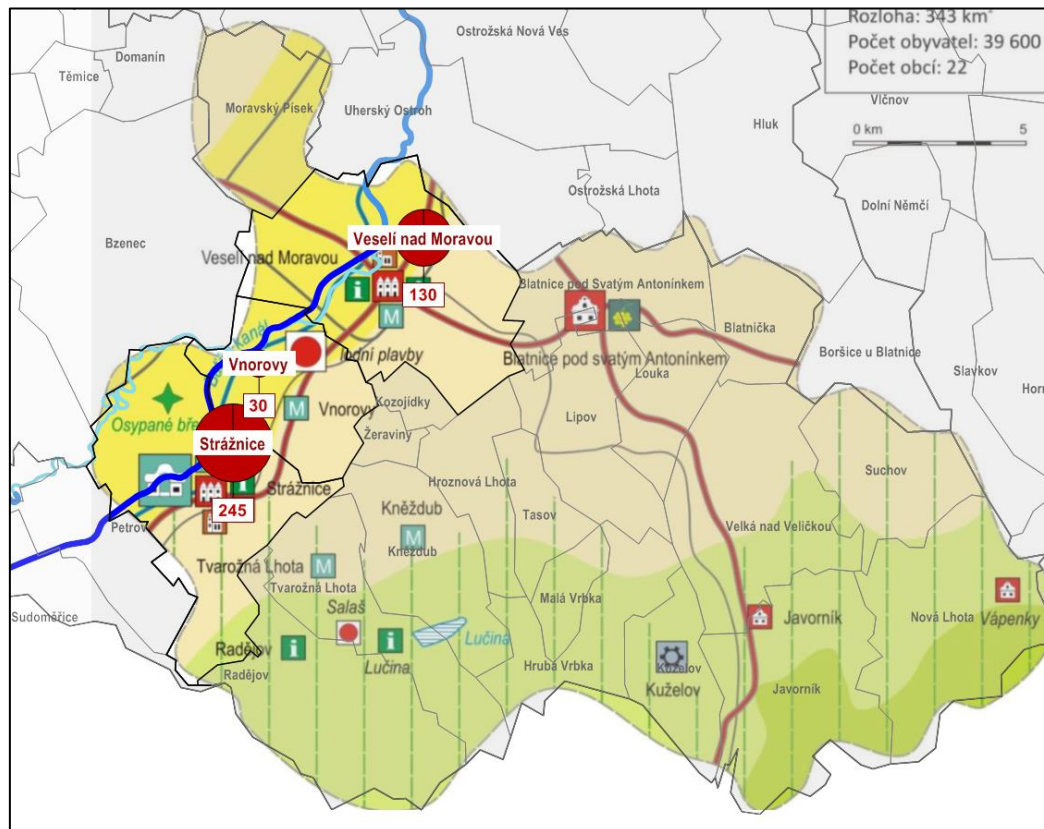 Rozloha: 343 km²
Počet obyvatel: 39 600
Počet obcí: 22
0 km 5
Ostrožská Nová Ves
Domanín
Těmice
Vlčnov
Moravský Písek
Uherský Ostroh
Hluk
Ostrožská Lhota
Dolní Němčí
Bzenec
Veselí nad Moravou
Veselí nad Moravou
130
Blatnice pod Svatým Antonínkem
Blatnička
Slavkov
Boršice u Blatnice
Horn
lodní plavby
Blatnice pod svatým Antonínkem
Louka
Vnorovy
30
M
M
Vnorovy
Kozojídky
Lipov
Osypané bře
Žeraviny
Strážnice
Suchov
Strážnice
Hroznová Lhota
245
Kněždub
Tasov
Velká nad Veličkou
Petrov
M
Kněždub
Tvarožná Lhota
M
Tvarožná Lhota
Malá Vrbka
Salaš
Sudoměřice
Javorník
Nová Lhota
Vápenky
Lučina
Radějov
Lučina
Hrubá Vrbka
Kuželov
Radějov
Kuželov
Javorník